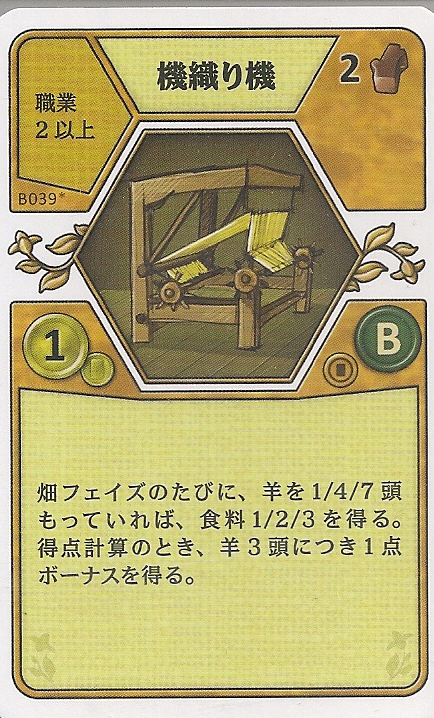 機織り機
2
職業
2以上
B039*
1
B
畑フェイズのたびに、羊を1/4/7頭
もっていれば、食料1/2/3を得る。
得点計算のとき、羊3頭につき1点
ボーナスを得る。